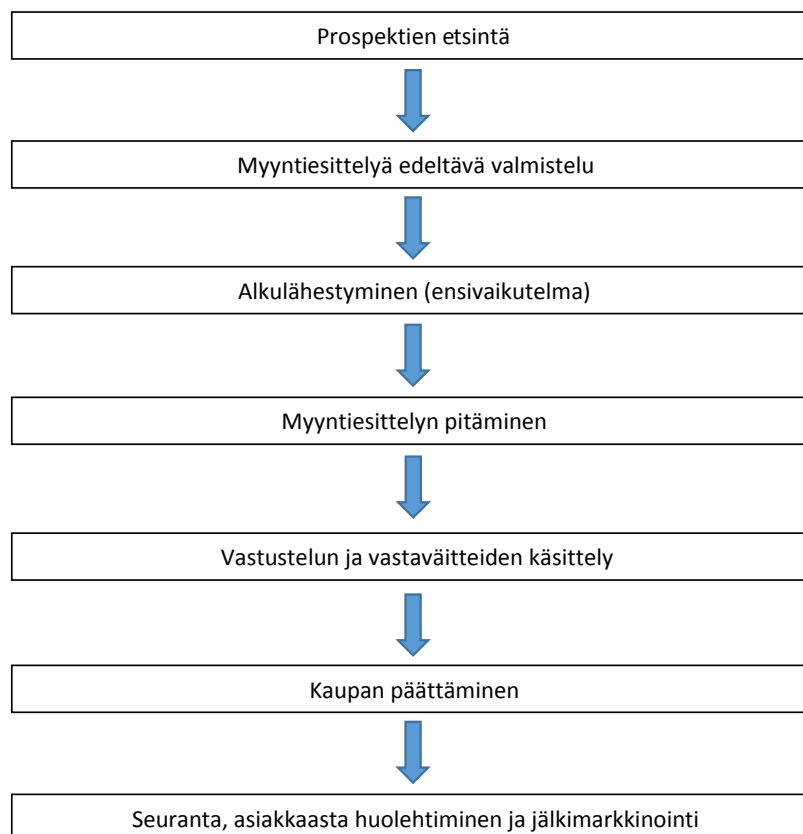 Prospektien etsintä
Myyntiesittelyä edeltävä valmistelu
Alkulähestyminen (ensivaikutelma)
Myyntiesittelyn pitäminen
Vastustelun ja vastaväitteiden käsittely
Kaupan päättäminen
Seuranta, asiakkaasta huolehtiminen ja jälkimarkkinointi